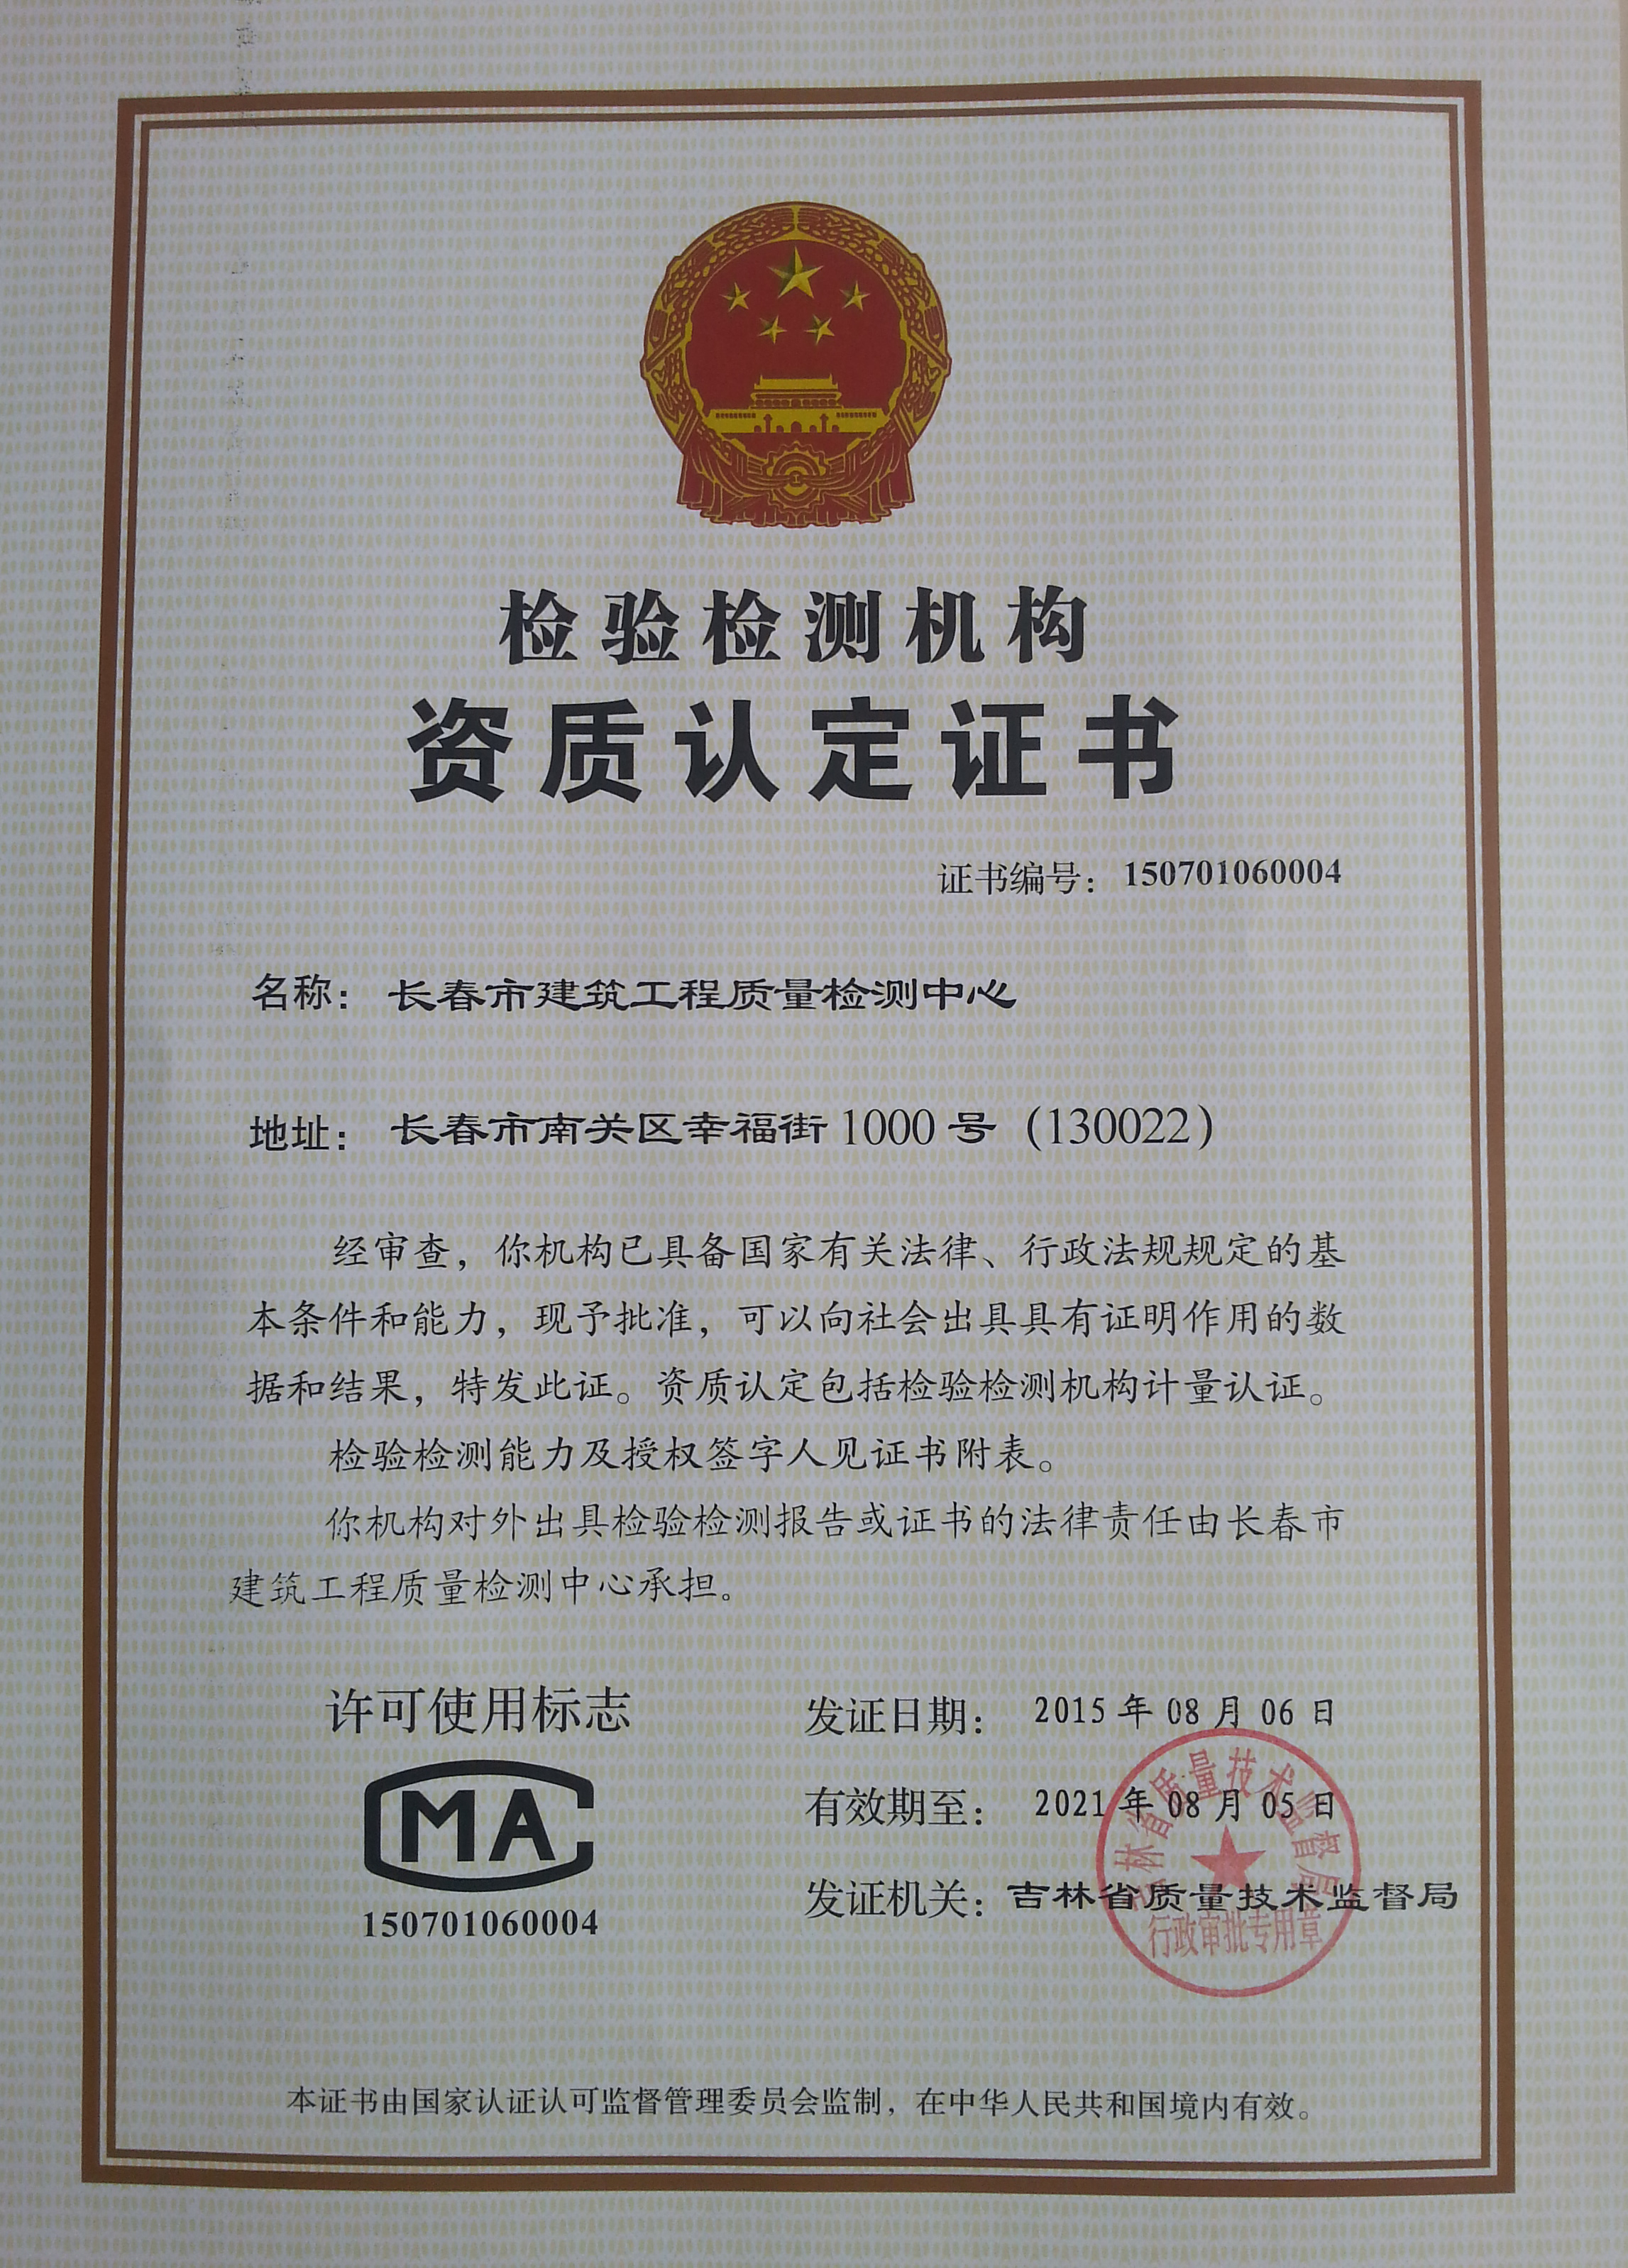 检验检测机构
资质认定证书
证书编号：150701060004
名称：长春市建筑工程质量检测中心
地址：长春市南关区幸福街1000号（130022）
经审查，你机构已具备国家有关法律、行政法规规定的基
本条件和能力，现予批准，可以向社会出具具有证明作用的数
据和结果，特发此证。资质认定包括检验检测机构计量认证。
检验检测能力及授权签字人见证书附表。
你机构对外出具检验检测报告或证书的法律责任由长春市
建筑工程质量检测中心承担。
许可使用标志
MA
150701060004
发证日期：2015年08月06日
有效期至：2021年08月05日
发证机关：吉林省质量技术监督局
吉林省质量技术监督局
行政审批专用章
本证书由国家认证认可监督管理委员会监制，在中华人民共和国境内有效。